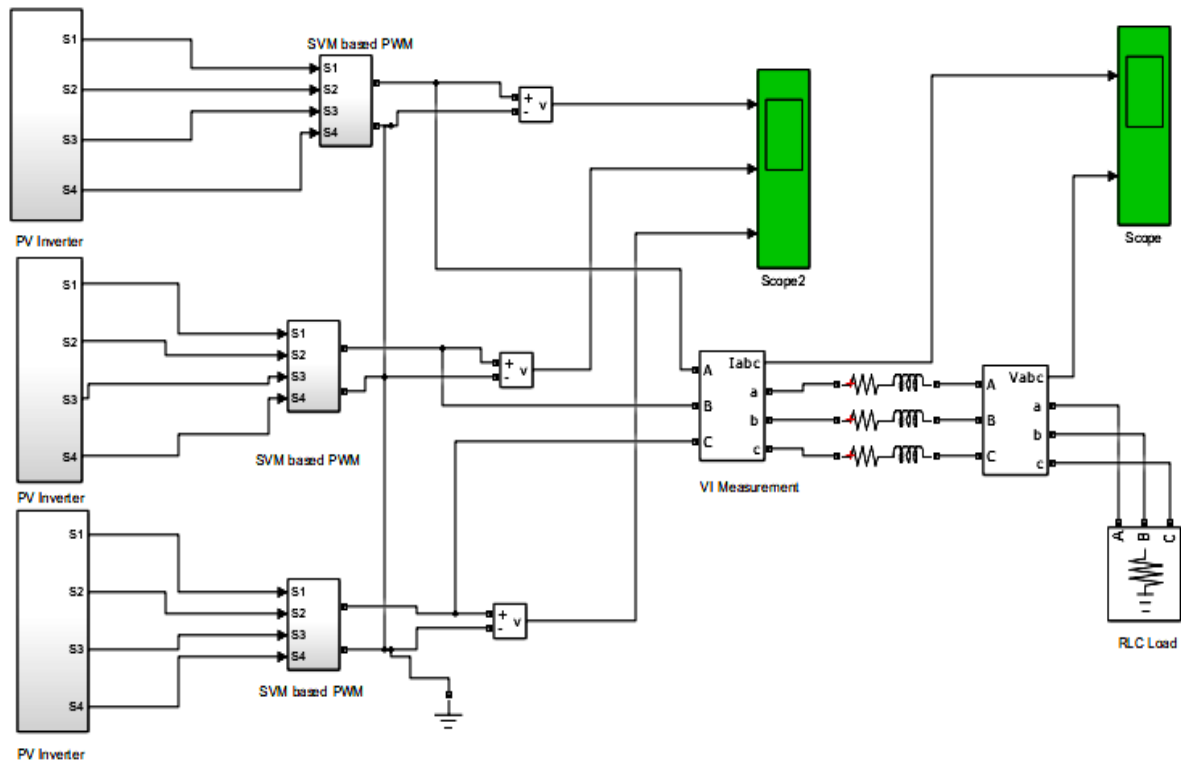 S1
S2
S3
S4
PV Inverter
SVM based PWM
S1
S2
S3
S4
+
-
v
Scope2
Scope
S1
S2
S3
S4
PV Inverter
S1
S2
S3
S4
SVM based PWM
+
-
v
A
B
C
Iabc
a
b
c
VI Measurement
A
B
C
Vabc
a
b
c
A
B
C
RLC Load
S1
S2
S3
S4
PV Inverter
S1
S2
S3
S4
SVM based PWM
+
-
v